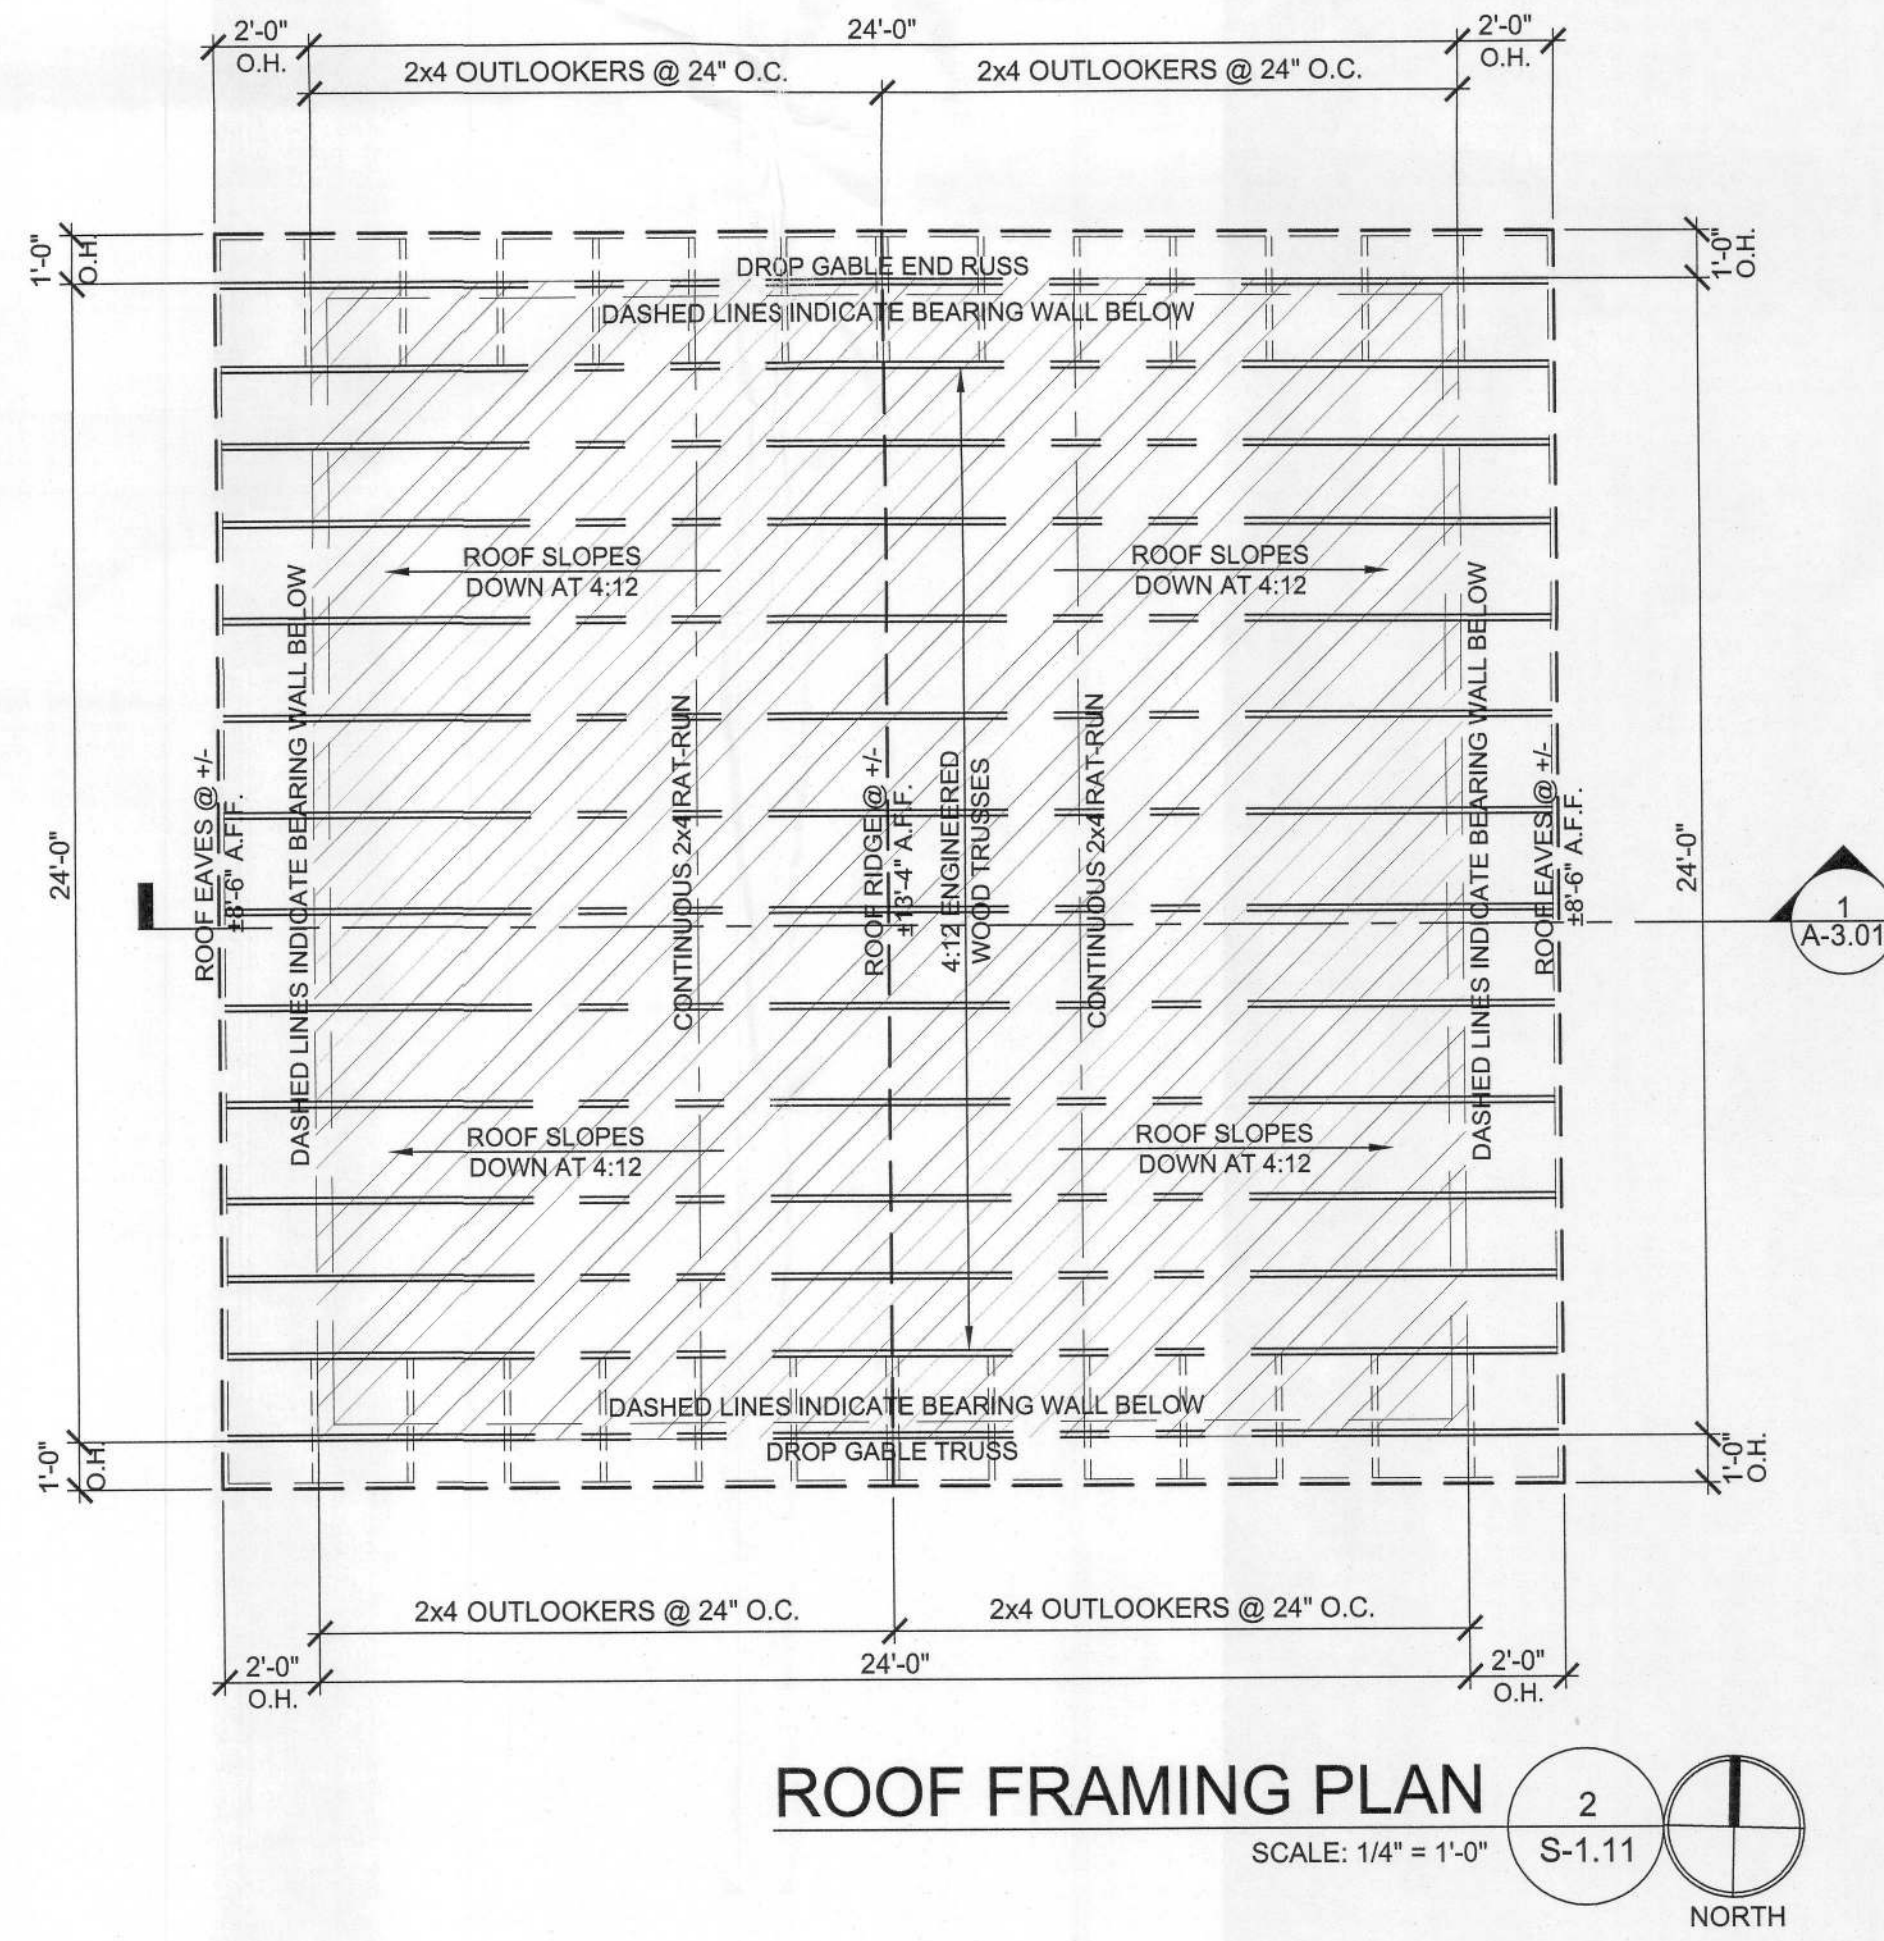 2'-0"
24'-0"
2'-0"
O.H.
2x4 OUTLOOKERS @ 24" O.C.
2x4 OUTLOOKERS @ 24" O.C.
O.H.
1'-0"
O.H.
1'-0"
O.H.
DROP GABLE END RUSS
DASHED LINES INDICATE BEARING WALL BELOW
ROOF SLOPES
DOWN AT 4:12
ROOF SLOPES
DOWN AT 4:12
24'-0"
ROOF EAVES @ +/-
±8'-6" A.F.F.
DASHED LINES INDICATE BEARING WALL BELOW
CONTINUOUS 2x4 RAT-RUN
ROOF RIDGE @ +/-
±13'-4" A.F.F.
4:12 ENGINEERED
WOOD TRUSSES
CONTINUOUS 2x4 RAT-RUN
DASHED LINES INDICATE BEARING WALL BELOW
ROOF EAVES @ +/-
±8'-6" A.F.F.
24'-0"
1
A-3.01
ROOF SLOPES
DOWN AT 4:12
ROOF SLOPES
DOWN AT 4:12
DASHED LINES INDICATE BEARING WALL BELOW
DROP GABLE TRUSS
1'-0"
O.H.
1'-0"
O.H.
2x4 OUTLOOKERS @ 24" O.C.
2x4 OUTLOOKERS @ 24" O.C.
2'-0"
24'-0"
2'-0"
O.H.
O.H.
ROOF FRAMING PLAN
2
SCALE: 1/4" = 1'-0"
S-1.11
NORTH